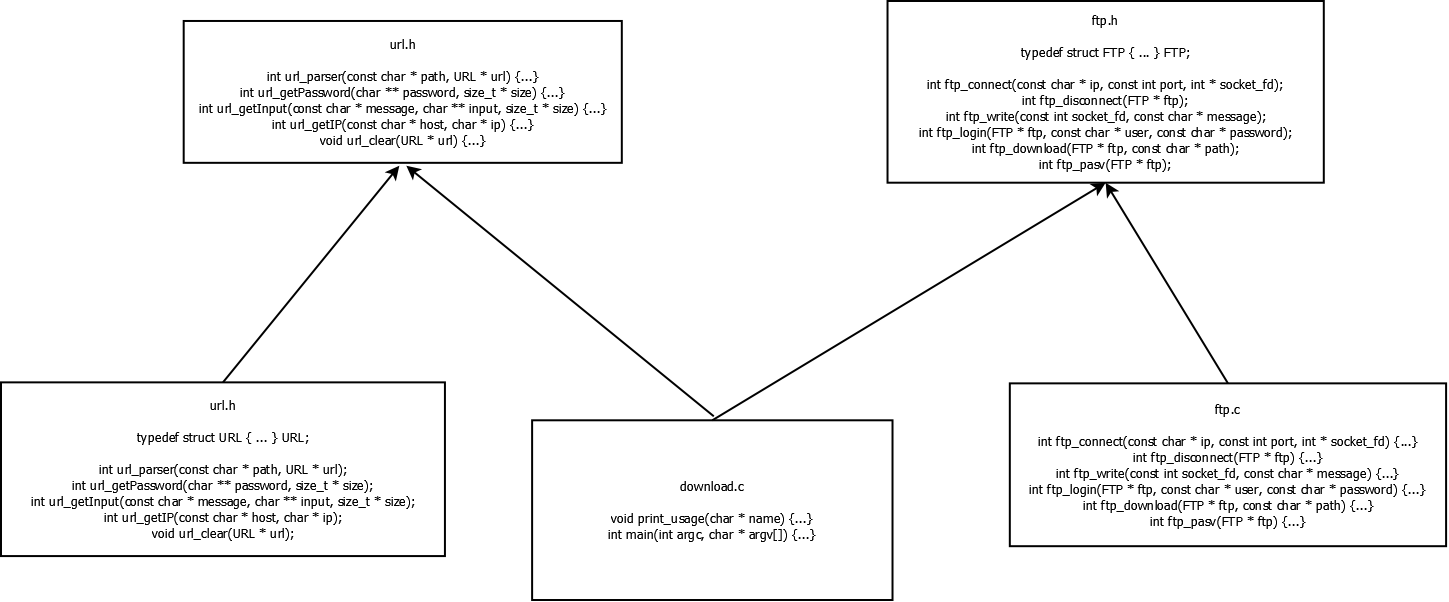 url.h
int url_parser(const char * path, URL * url) {...}
int url_getPassword(char ** password, size_t * size) {...}
int url_getInput(const char * message, char ** input, size_t * size) {...}
int url_getIP(const char * host, char * ip) {...}
void url_clear(URL * url) {...}
ftp.h
typedef struct FTP { ... } FTP;
int ftp_connect(const char * ip, const int port, int * socket_fd);
int ftp_disconnect(FTP * ftp);
int ftp_write(const int socket_fd, const char * message);
int ftp_login(FTP * ftp, const char * user, const char * password);
int ftp_download(FTP * ftp, const char * path);
int ftp_pasv(FTP * ftp);
url.h
typedef struct URL { ... } URL;
int url_parser(const char * path, URL * url);
int url_getPassword(char ** password, size_t * size);
int url_getInput(const char * message, char ** input, size_t * size);
int url_getIP(const char * host, char * ip);
void url_clear(URL * url);
download.c
void print_usage(char * name) {...}
int main(int argc, char * argv[]) {...}
ftp.c
int ftp_connect(const char * ip, const int port, int * socket_fd) {...}
int ftp_disconnect(FTP * ftp) {...}
int ftp_write(const int socket_fd, const char * message) {...}
int ftp_login(FTP * ftp, const char * user, const char * password) {...}
int ftp_download(FTP * ftp, const char * path) {...}
int ftp_pasv(FTP * ftp) {...}